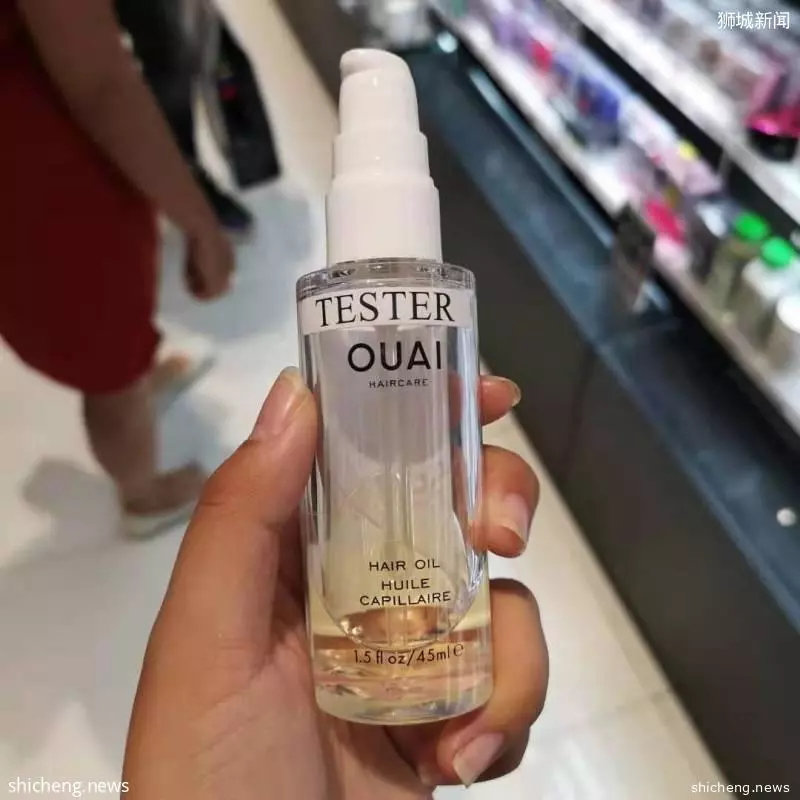 狮城新闻
TESTER
OUAI
HAIRCARE
HAIR OIL
HUILE
CAPILLAIRE
1.5 fl oz/45ml e
shicheng.news
shicheng.news